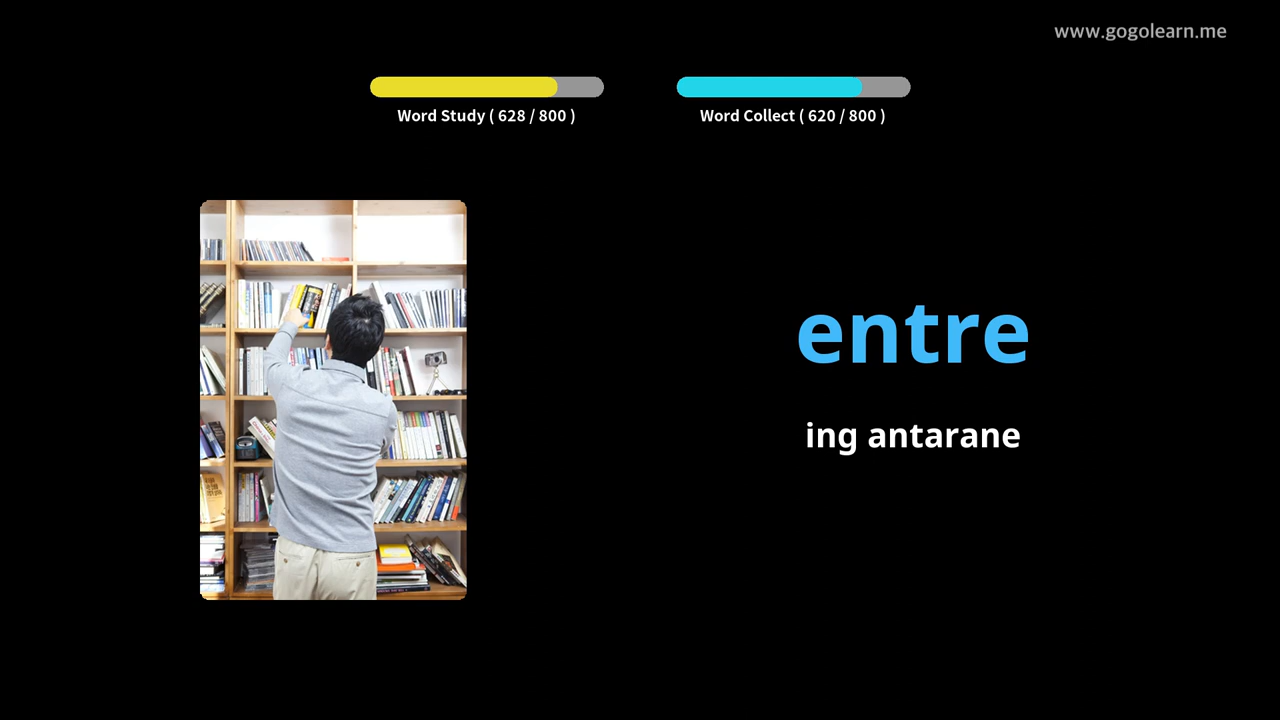 www.gogolearn.me
Word Study ( 628 / 800 )
Word Collect ( 620 / 800 )
entre
ing antarane